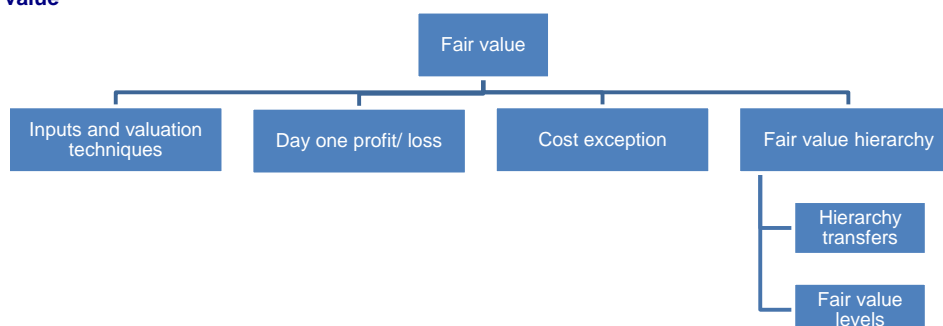 value
Fair value
Inputs and valuation
techniques
Day one profit/ loss
Cost exception
Fair value hierarchy
Hierarchy
transfers
Fair value
levels